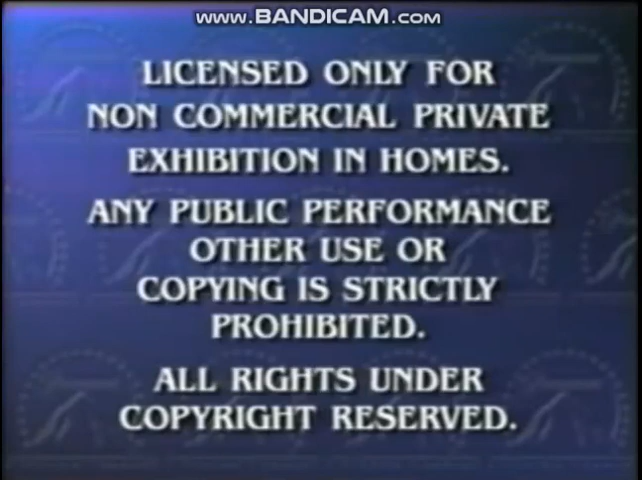 www.BANDICAM.com
LICENSED ONLY FOR
NON COMMERCIAL PRIVATE
EXHIBITION IN HOMES.
ANY PUBLIC PERFORMANCE
OTHER USE OR
COPYING IS STRICTLY
PROHIBITED.
ALL RIGHTS UNDER
COPYRIGHT RESERVED.